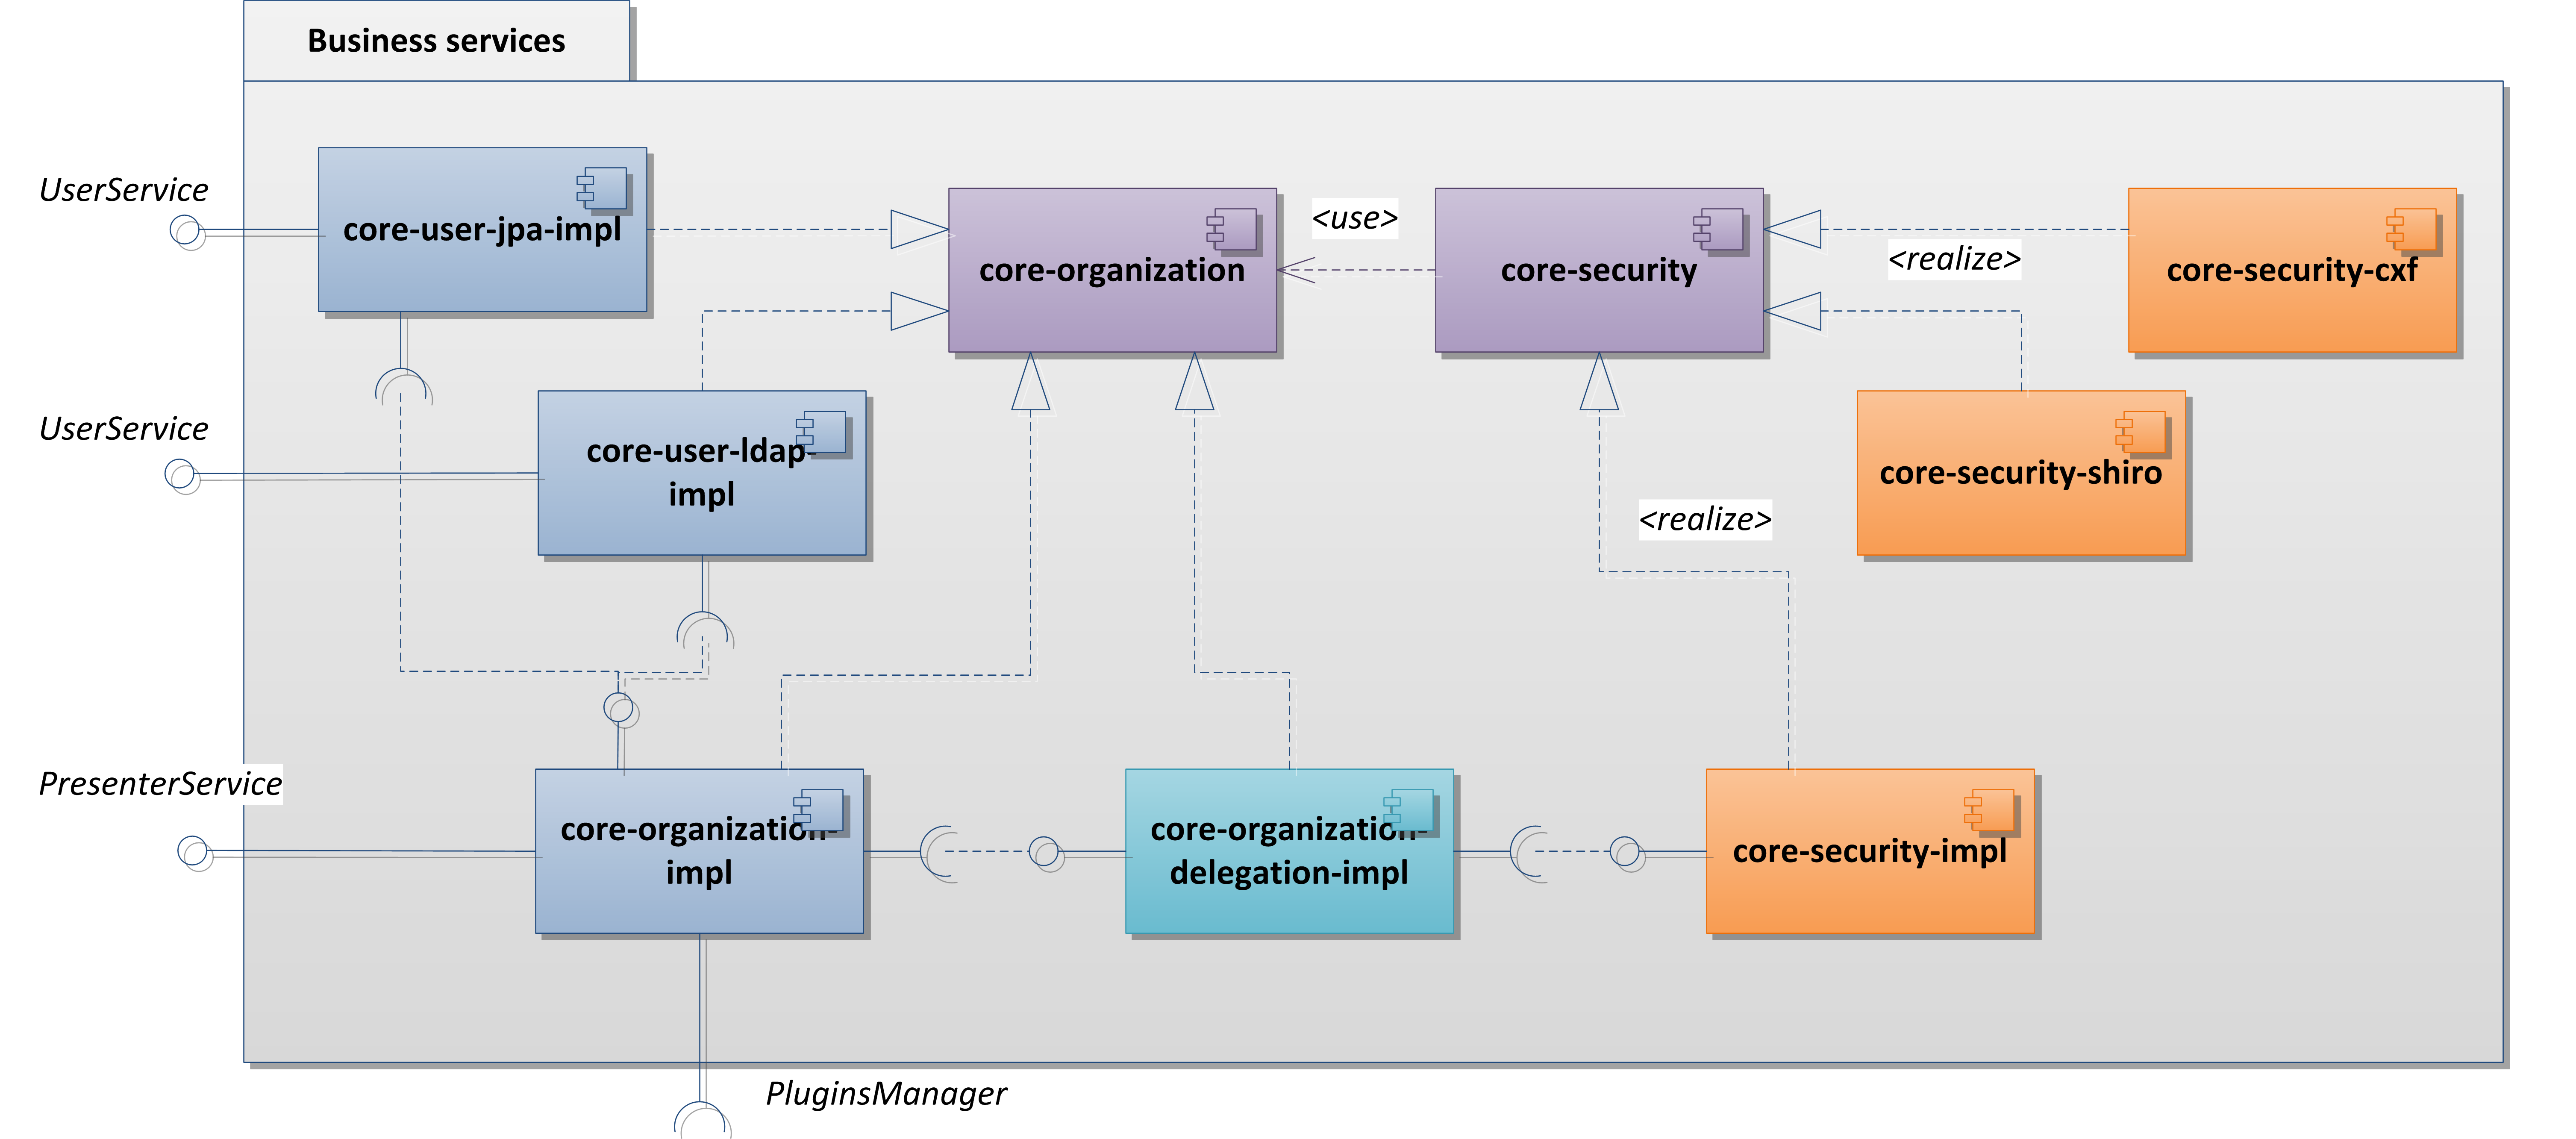 Business services
UserService
core-user-jpa-impl
core-organization
<use>
core-security
<realize>
core-security-cxf
UserService
core-user-ldap-
impl
core-security-shiro
<realize>
PresenterService
core-organization-
impl
core-organization-
delegation-impl
core-security-impl
PluginsManager